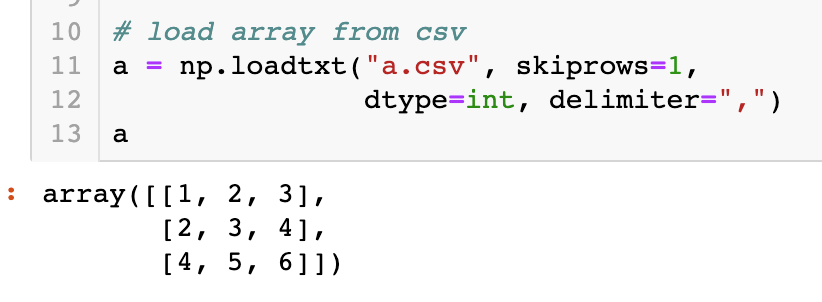 10 # load array from csv
11 a = np.loadtxt("a.csv", skiprows=1,
12                dtype=int, delimiter=",")
13 a
: array([[1, 2, 3],
       [2, 3, 4],
       [4, 5, 6]])